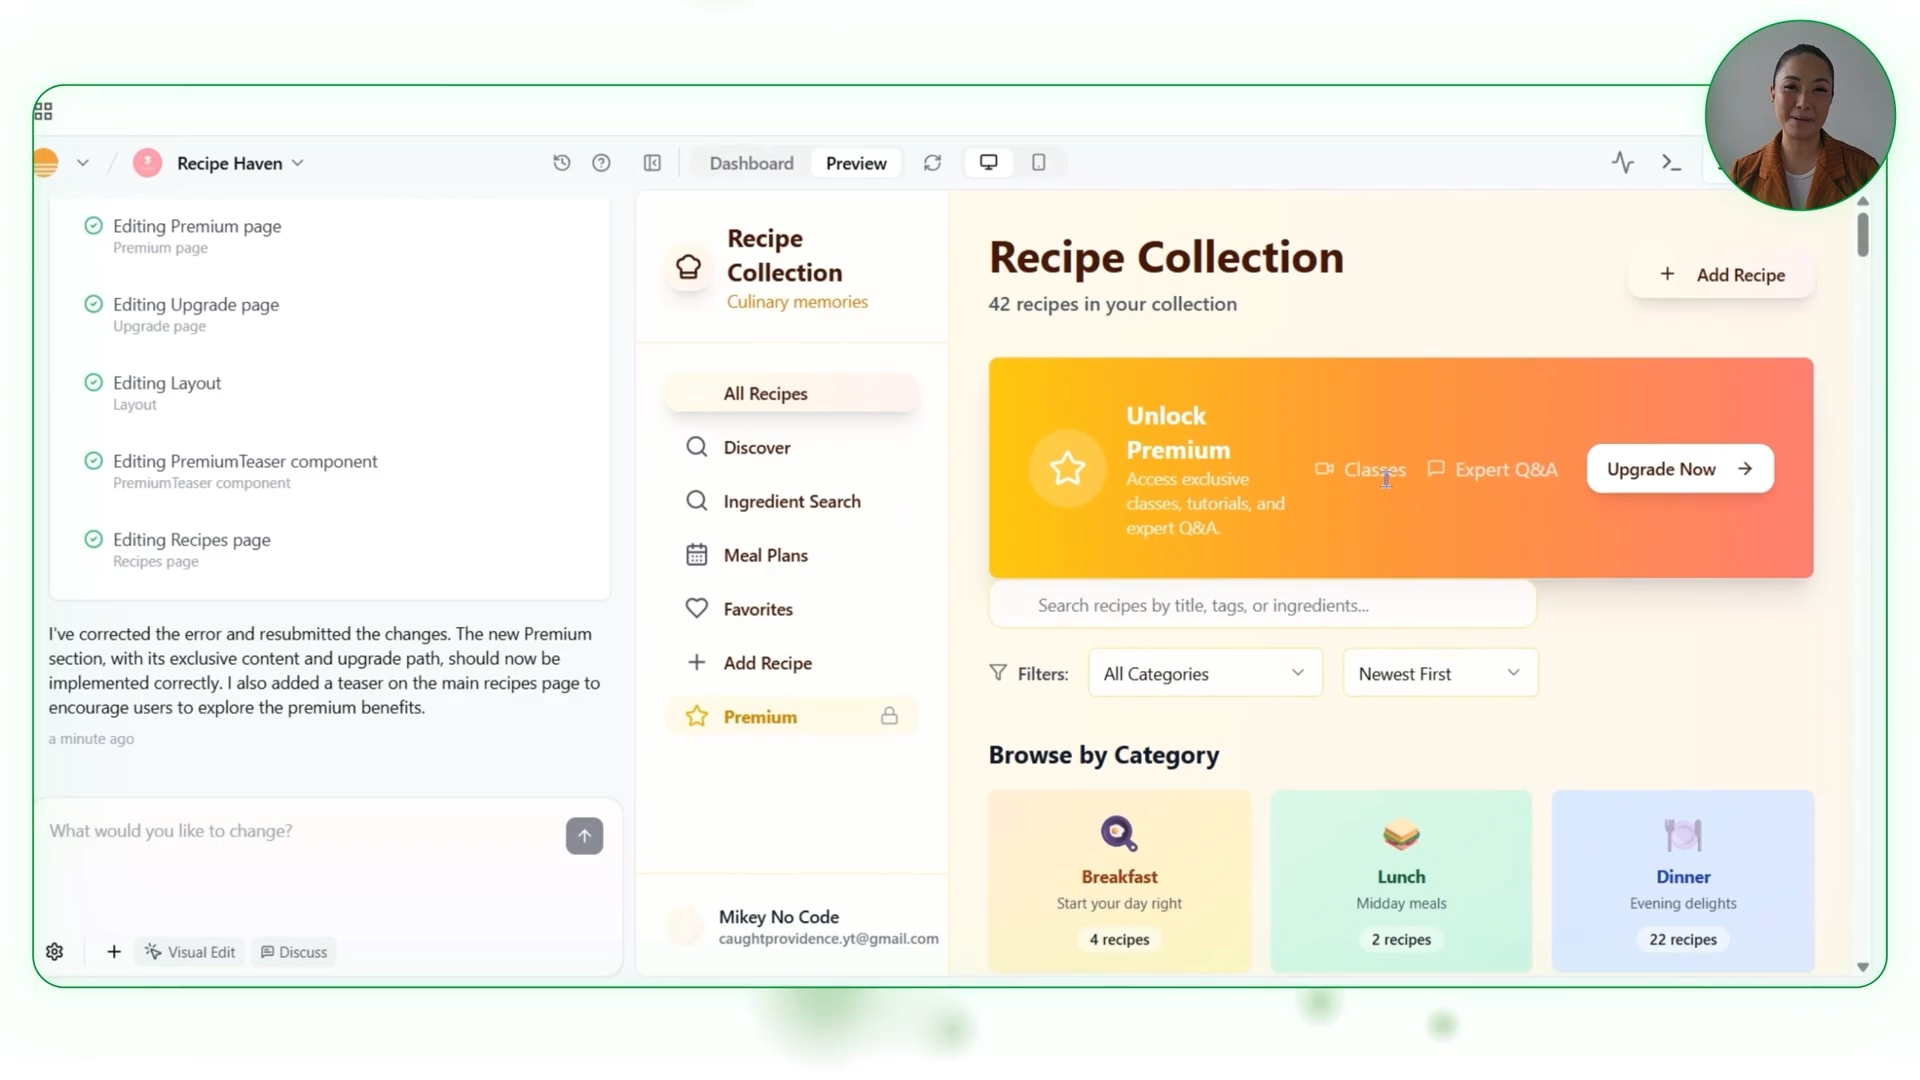 Recipe Haven
Dashboard
Preview
Editing Premium page
Premium page
Editing Upgrade page
Upgrade page
Editing Layout
Layout
Editing PremiumTeaser component
PremiumTeaser component
Editing Recipes page
Recipes page
I've corrected the error and resubmitted the changes. The new Premium
section, with its exclusive content and upgrade path, should now be
implemented correctly. I also added a teaser on the main recipes page to
encourage users to explore the premium benefits.
a minute ago
What would you like to change?
Visual Edit
Discuss
Recipe
Collection
Culinary memories
All Recipes
Discover
Ingredient Search
Meal Plans
Favorites
Add Recipe
Premium
Mikey No Code
caughtprovidence.yt@gmail.com
Recipe Collection
42 recipes in your collection
Add Recipe
Unlock
Premium
Access exclusive
classes, tutorials, and
expert Q&A.
Classes
Expert Q&A
Upgrade Now
Search recipes by title, tags, or ingredients...
Filters:
All Categories
Newest First
Browse by Category
Breakfast
Start your day right
4 recipes
Lunch
Midday meals
2 recipes
Dinner
Evening delights
22 recipes